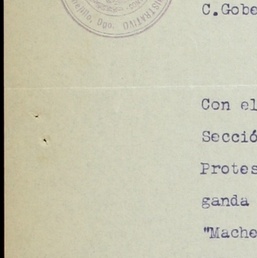 C.Gobe
Con el
Secció
Protes
ganda
"Mache